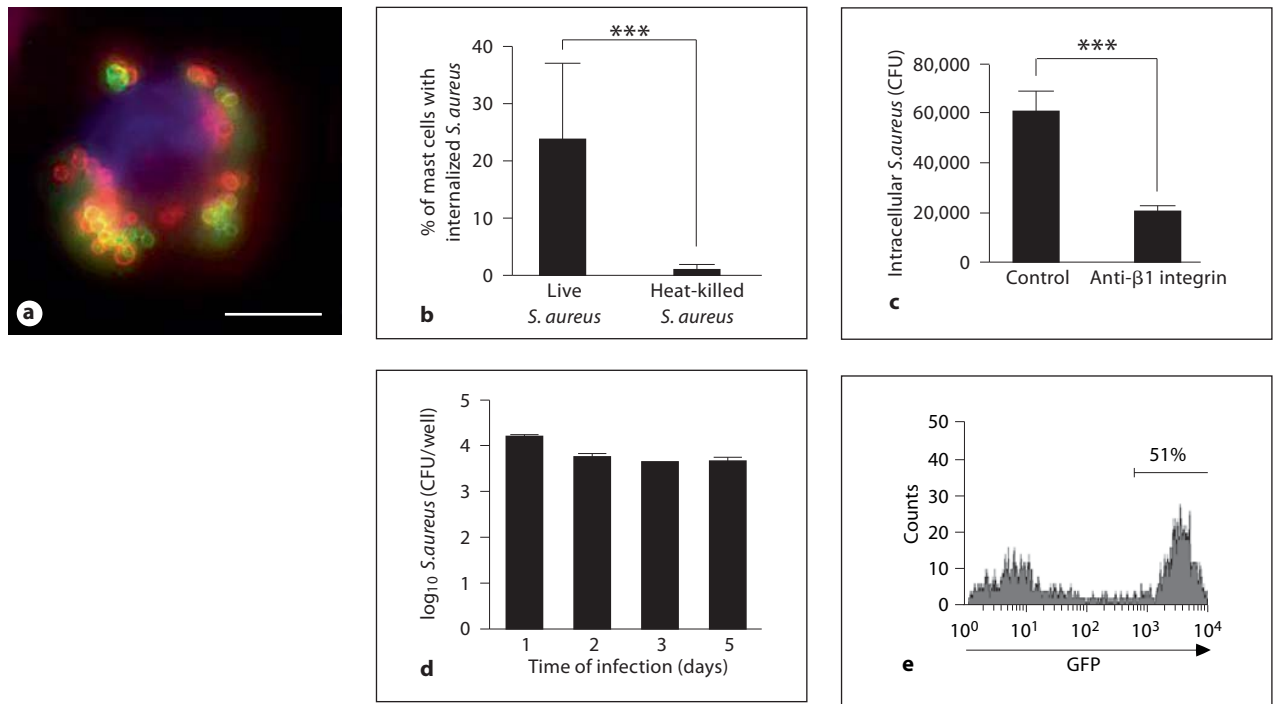 a
40
30
20
10
0
% of mast cells with
internalized S. aureus
***
Live
S. aureus
Heat-killed
S. aureus
b
80,000
60,000
40,000
20,000
0
Intracellular S.aureus (CFU)
***
Control
Anti-β1 integrin
c
5
4
3
2
1
0
log₁₀ S.aureus (CFU/well)
1 2 3 5
Time of infection (days)
d
50
40
30
20
10
0
Counts
51%
10⁰ 10¹ 10² 10³ 10⁴
GFP
e